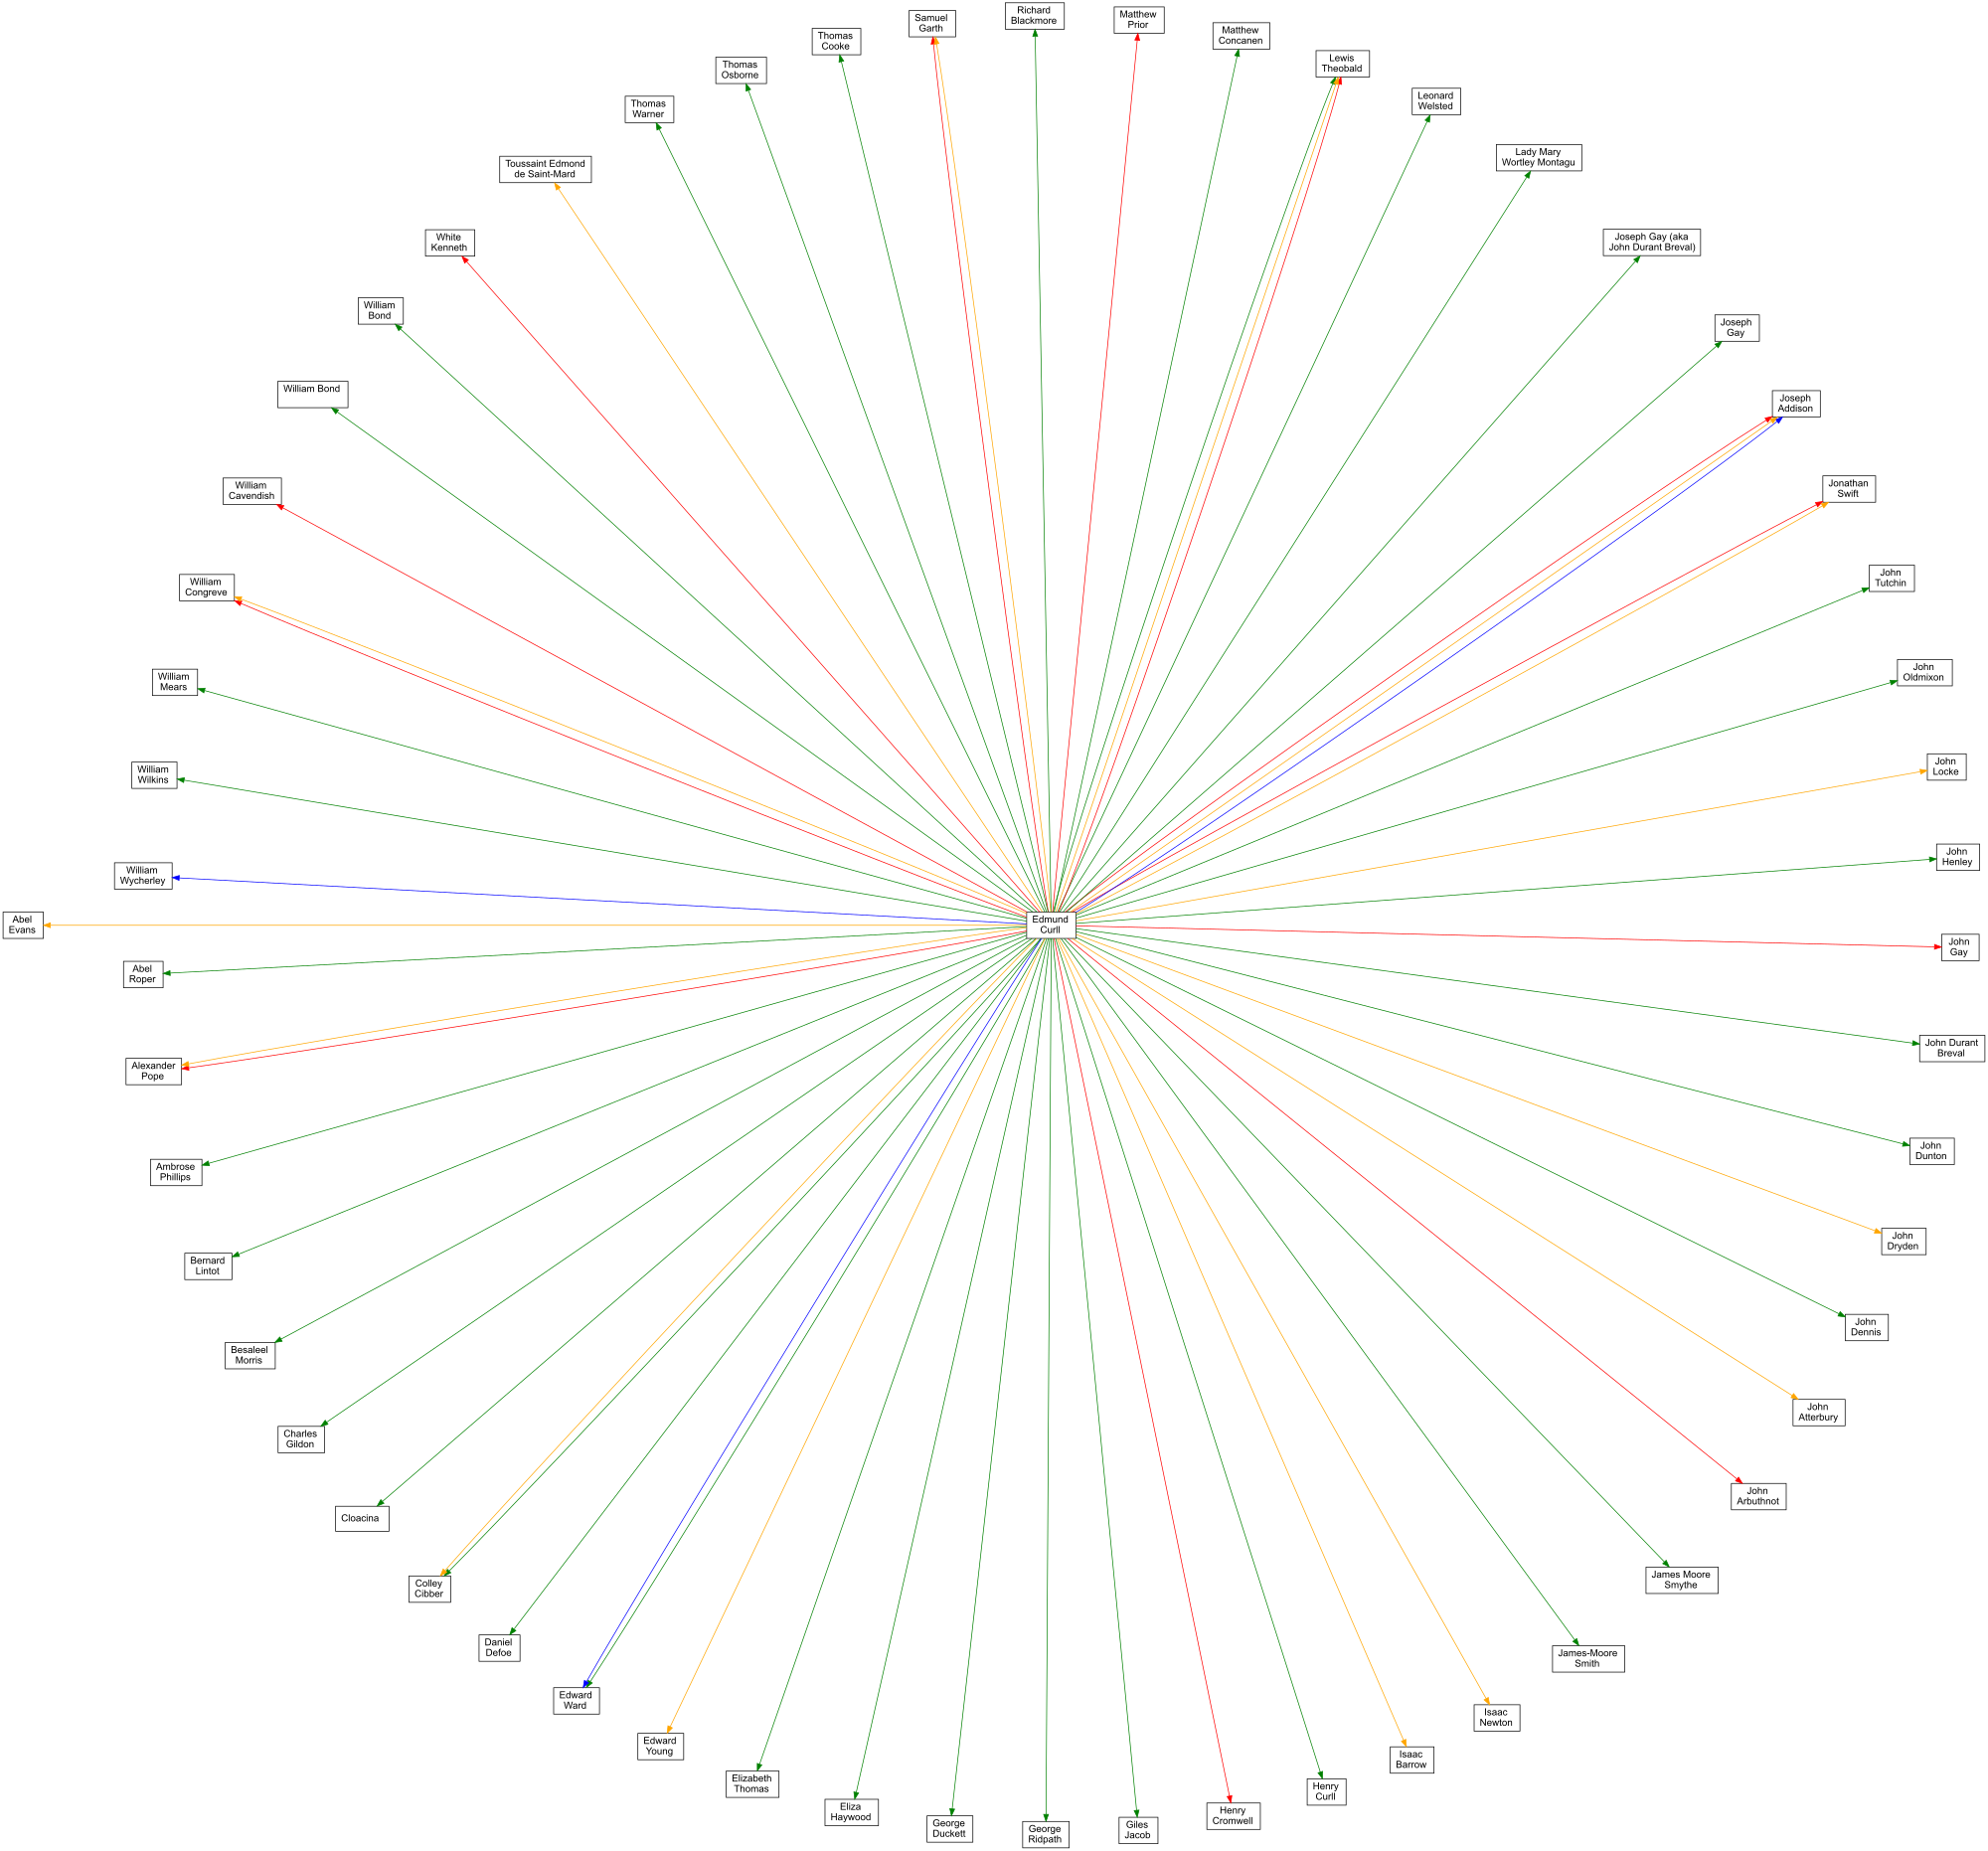 Richard
Blackmore
Matthew
Prior
Samuel
Garth
Matthew
Concanen
Thomas
Cooke
Lewis
Theobald
Thomas
Osborne
Leonard
Welsted
Thomas
Warner
Lady Mary
Wortley Montagu
Toussaint Edmond
de Saint-Mard
White
Kenneth
Joseph Gay (aka
John Durant Breval)
William
Bond
Joseph
Gay
William Bond
Joseph
Addison
William
Cavendish
Jonathan
Swift
William
Congreve
John
Tutchin
William
Mears
John
Oldmixon
William
Wilkins
John
Locke
William
Wycherley
John
Henley
Abel
Evans
Edmund
Curll
Abel
Roper
John
Gay
Alexander
Pope
John Durant
Breval
Ambrose
Phillips
John
Dunton
Bernard
Lintot
John
Dryden
Besaleel
Morris
John
Dennis
Charles
Gildon
John
Atterbury
Cloacina
John
Arbuthnot
Colley
Cibber
James Moore
Smythe
Daniel
Defoe
James-Moore
Smith
Edward
Ward
Isaac
Newton
Edward
Young
Isaac
Barrow
Elizabeth
Thomas
Henry
Curll
Eliza
Haywood
Henry
Cromwell
George
Duckett
George
Ridpath
Giles
Jacob